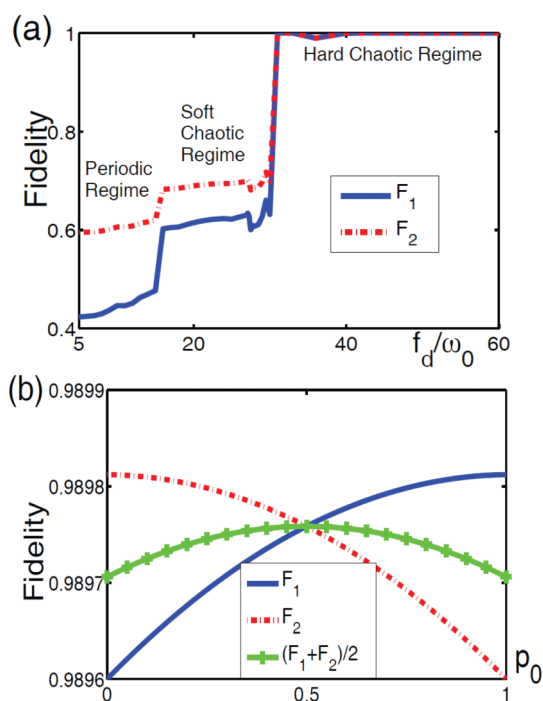 (a)
1
Hard Chaotic Regime
Soft
Chaotic
Regime
Periodic
Regime
0.8
0.6
0.4
Fidelity
F₁
F₂
5
20
40
60
f_d/ω₀
(b)
0.9899
0.9898
0.9897
0.9896
Fidelity
F₁
F₂
(F₁+F₂)/2
0
0.5
1
p₀